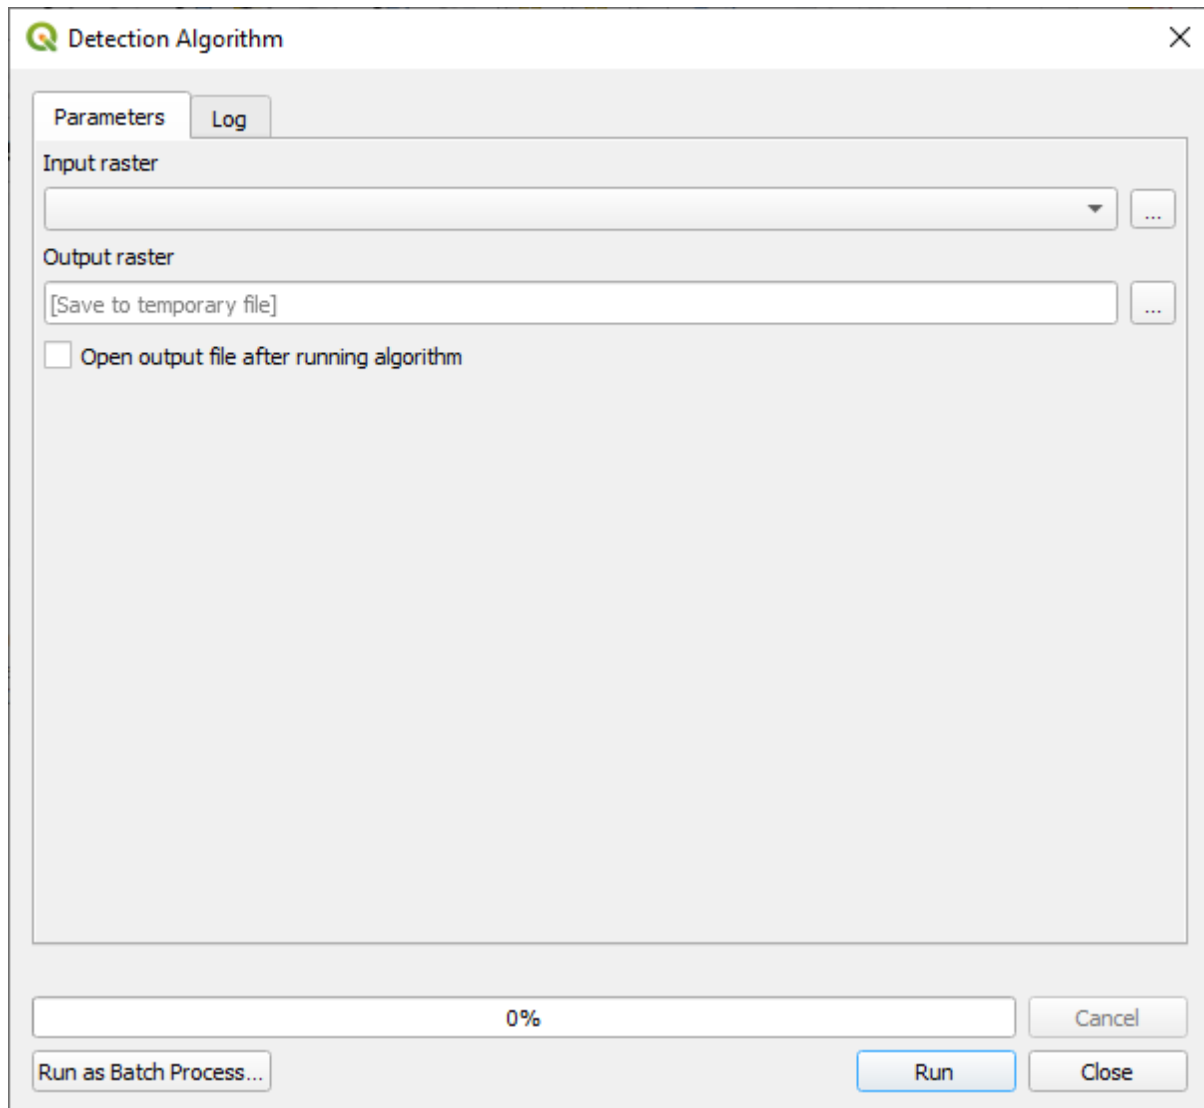 Detection Algorithm
Parameters
Log
Input raster
...
Output raster
[Save to temporary file]
...
Open output file after running algorithm
0%
Cancel
Run as Batch Process...
Run
Close